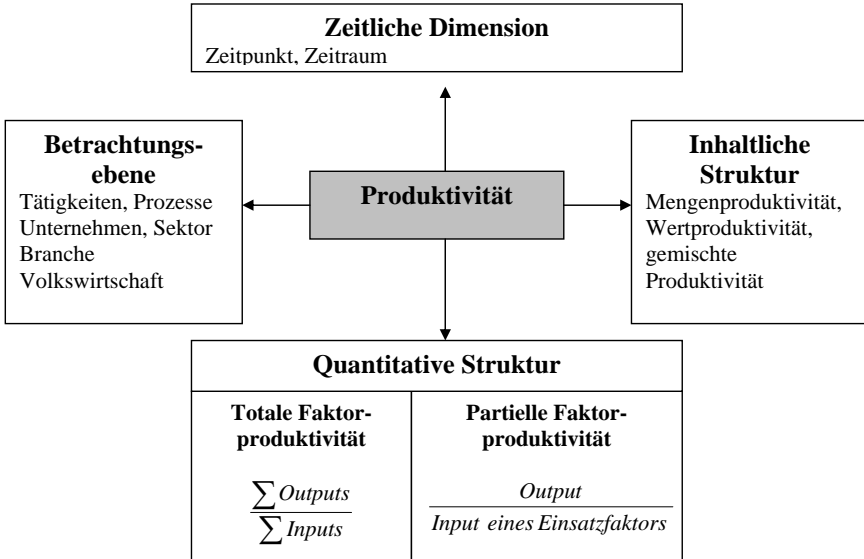 Zeitliche Dimension
Zeitpunkt, Zeitraum
Betrachtungs-
ebene
Tätigkeiten, Prozesse
Unternehmen, Sektor
Branche
Volkswirtschaft
Produktivität
Inhaltliche
Struktur
Mengenproduktivität,
Wertproduktivität,
gemischte
Produktivität
Quantitative Struktur
Totale Faktor-
produktivität
∑ Outputs
∑ Inputs
Partielle Faktor-
produktivität
Output
Input eines Einsatzfaktors